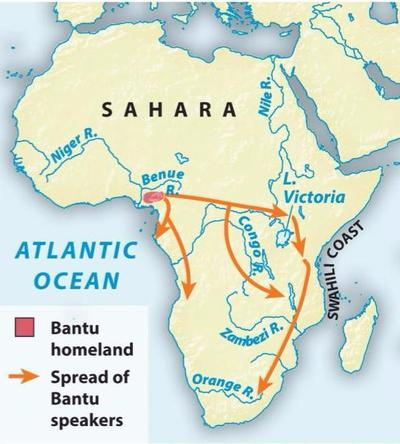 SAHARA
Nile R.
Niger R.
Benue
R.
L.
Victoria
Congo R.
SWAHILI COAST
ATLANTIC
OCEAN
Zambezi R.
Orange R.
Bantu
homeland
Spread of
Bantu
speakers